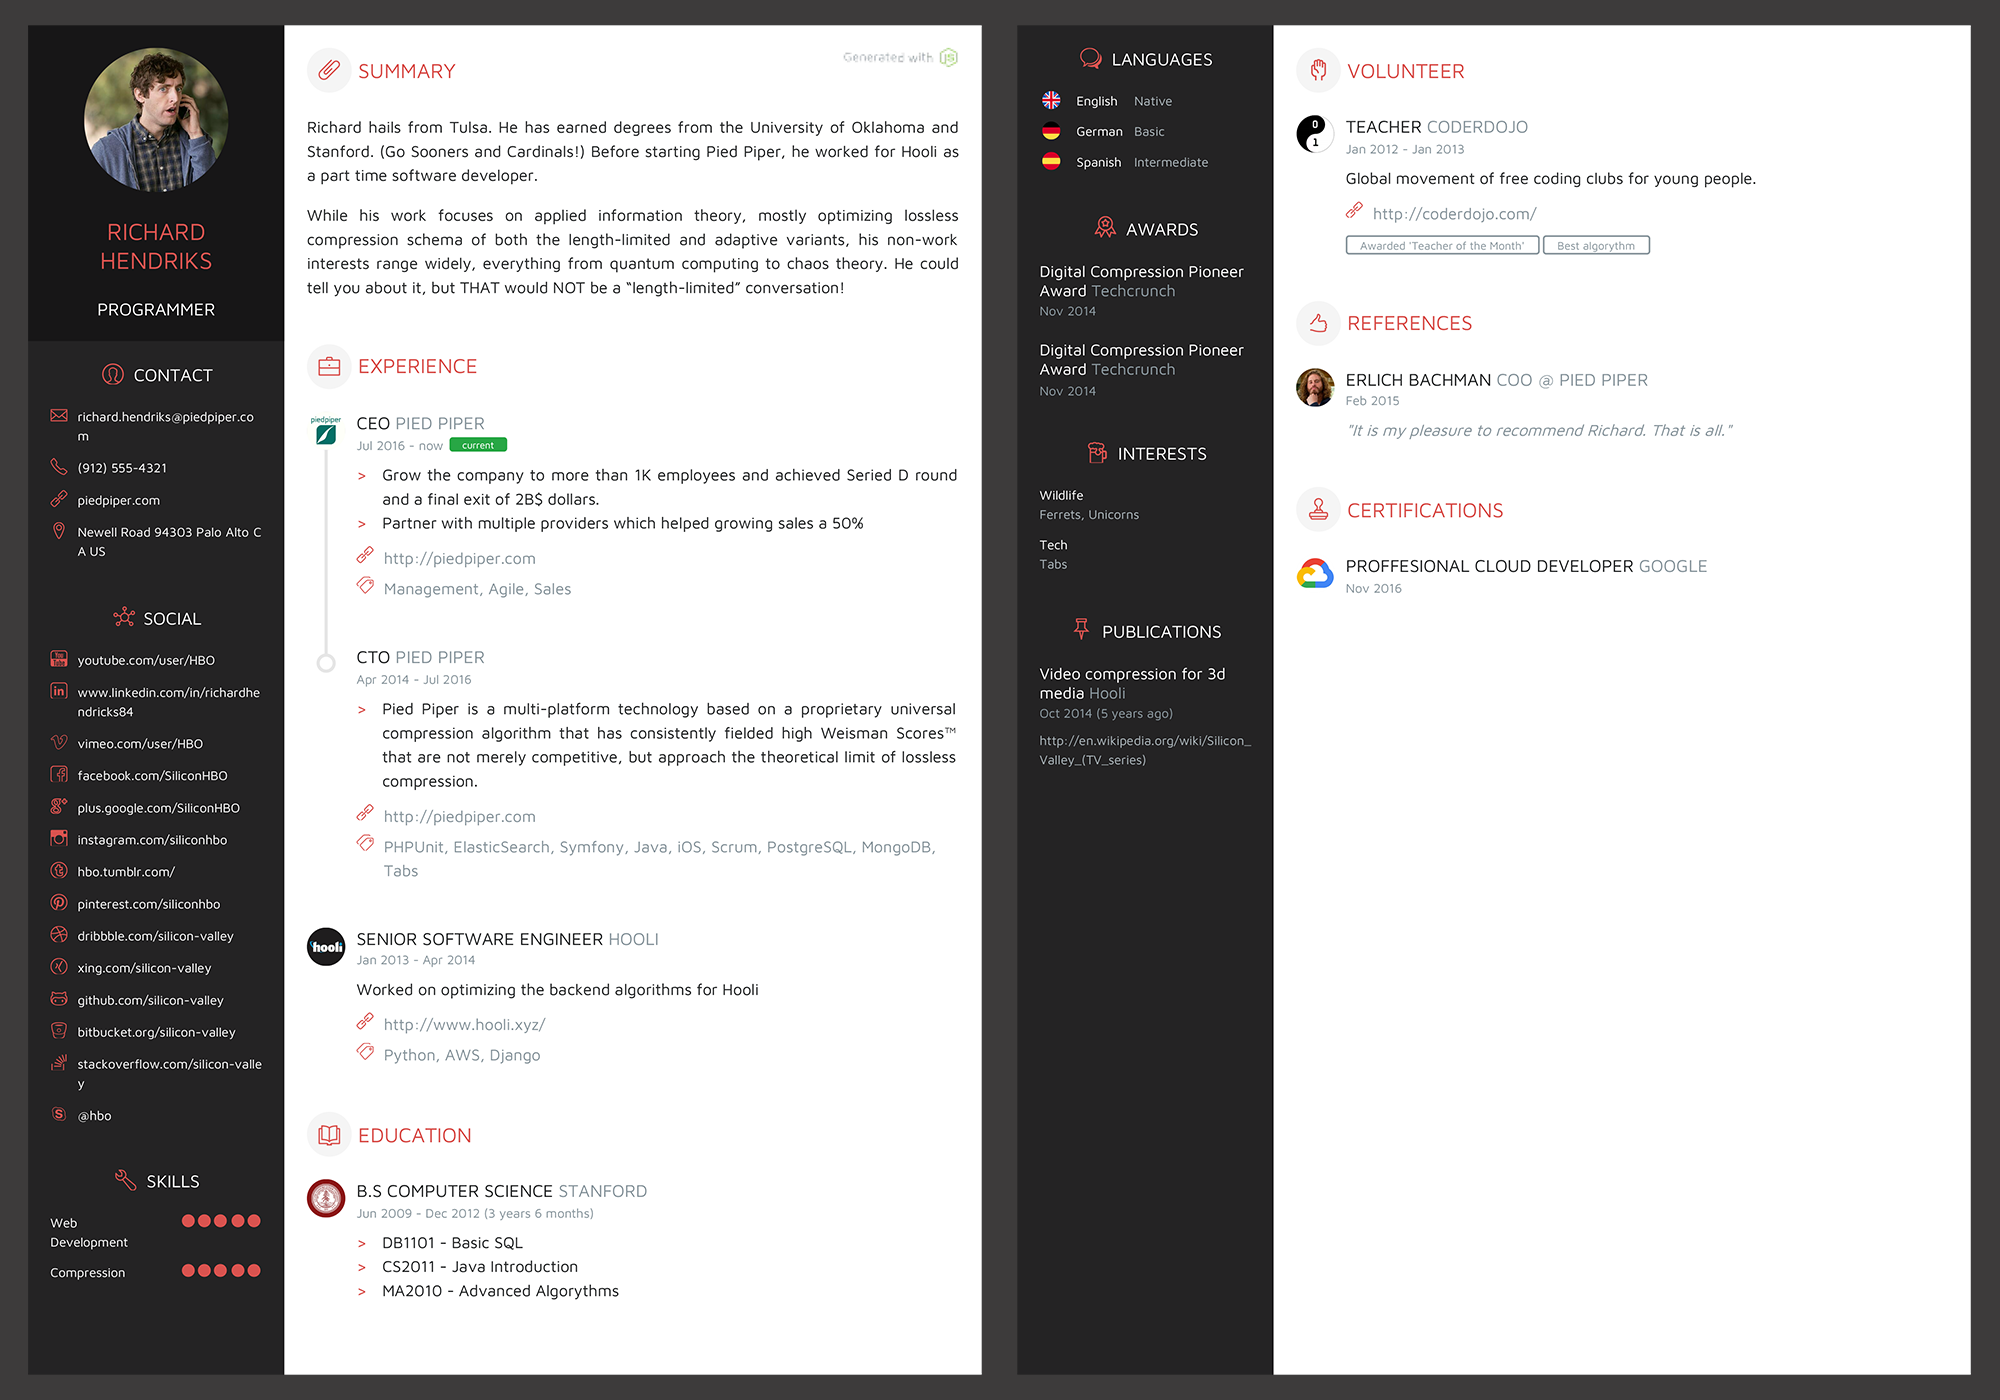 RICHARD
HENDRIKS
PROGRAMMER
CONTACT
richard.hendriks@piedpiper.co
m
(912) 555-4321
piedpiper.com
Newell Road 94303 Palo Alto C
A US
SOCIAL
youtube.com/user/HBO
www.linkedin.com/in/richardhe
ndricks84
vimeo.com/user/HBO
facebook.com/SiliconHBO
plus.google.com/SiliconHBO
instagram.com/siliconhbo
hbo.tumblr.com/
pinterest.com/siliconhbo
dribbble.com/silicon-valley
xing.com/silicon-valley
github.com/silicon-valley
bitbucket.org/silicon-valley
stackoverflow.com/silicon-valle
y
@hbo
SKILLS
Web
Development
Compression
Generated with JS
SUMMARY
Richard hails from Tulsa. He has earned degrees from the University of Oklahoma and
Stanford. (Go Sooners and Cardinals!) Before starting Pied Piper, he worked for Hooli as
a part time software developer.
While his work focuses on applied information theory, mostly optimizing lossless
compression schema of both the length-limited and adaptive variants, his non-work
interests range widely, everything from quantum computing to chaos theory. He could
tell you about it, but THAT would NOT be a “length-limited” conversation!
EXPERIENCE
piedpiper
CEO PIED PIPER
Jul 2016 - now current
> Grow the company to more than 1K employees and achieved Seried D round
and a final exit of 2B$ dollars.
> Partner with multiple providers which helped growing sales a 50%
http://piedpiper.com
Management, Agile, Sales
CTO PIED PIPER
Apr 2014 - Jul 2016
> Pied Piper is a multi-platform technology based on a proprietary universal
compression algorithm that has consistently fielded high Weisman Scores™
that are not merely competitive, but approach the theoretical limit of lossless
compression.
http://piedpiper.com
PHPUnit, ElasticSearch, Symfony, Java, iOS, Scrum, PostgreSQL, MongoDB,
Tabs
hooli
SENIOR SOFTWARE ENGINEER HOOLI
Jan 2013 - Apr 2014
Worked on optimizing the backend algorithms for Hooli
http://www.hooli.xyz/
Python, AWS, Django
EDUCATION
B.S COMPUTER SCIENCE STANFORD
Jun 2009 - Dec 2012 (3 years 6 months)
> DB1101 - Basic SQL
> CS2011 - Java Introduction
> MA2010 - Advanced Algorythms
LANGUAGES
English Native
German Basic
Spanish Intermediate
AWARDS
Digital Compression Pioneer
Award Techcrunch
Nov 2014
Digital Compression Pioneer
Award Techcrunch
Nov 2014
INTERESTS
Wildlife
Ferrets, Unicorns
Tech
Tabs
PUBLICATIONS
Video compression for 3d
media Hooli
Oct 2014 (5 years ago)
http://en.wikipedia.org/wiki/Silicon_
Valley_(TV_series)
VOLUNTEER
0
1
TEACHER CODERDOJO
Jan 2012 - Jan 2013
Global movement of free coding clubs for young people.
http://coderdojo.com/
Awarded 'Teacher of the Month' Best algorythm
REFERENCES
ERLICH BACHMAN COO @ PIED PIPER
Feb 2015
"It is my pleasure to recommend Richard. That is all."
CERTIFICATIONS
PROFFESIONAL CLOUD DEVELOPER GOOGLE
Nov 2016